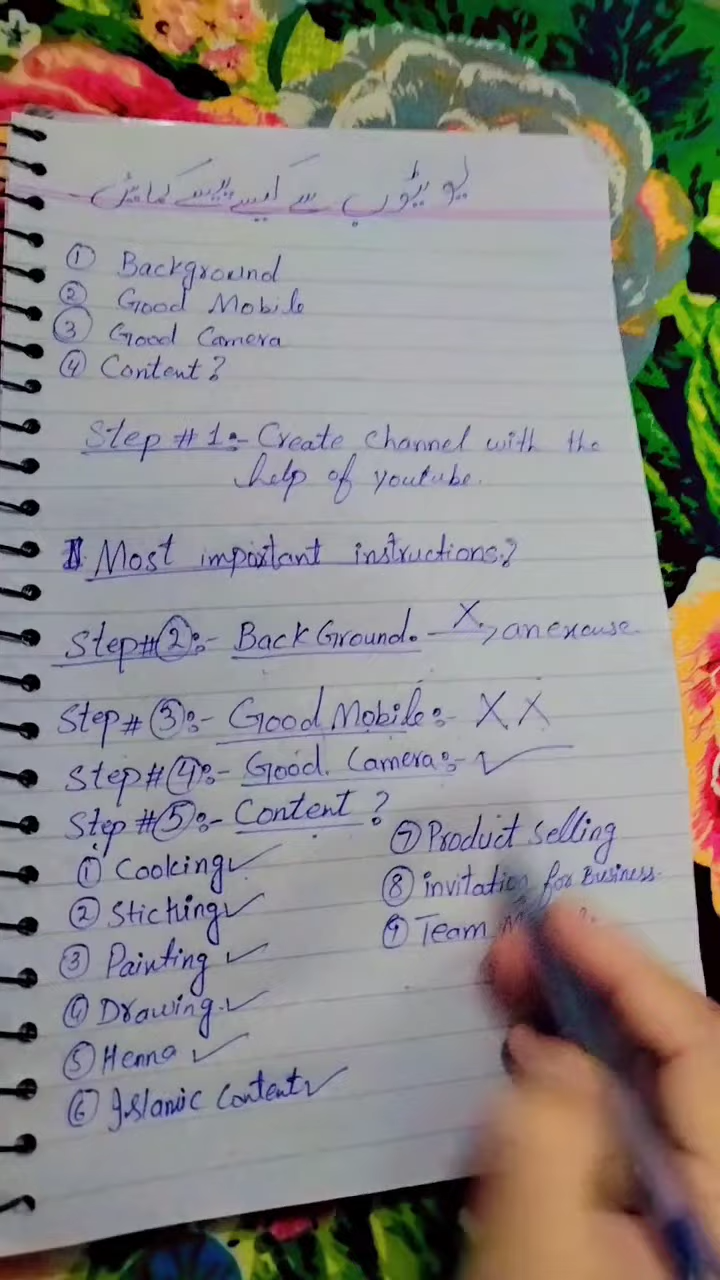 یوٹیوب سے کیسے پیسے کمائیں
① Background
② Good Mobile
③ Good Camera
④ Content?
Step # 1:- Create channel with the
help of youtube.
Most important instructions?
Step#②:- BackGround. X, an excuse
Step# ③:- Good Mobile:- X X
Step#④:- Good. Camera:- ✓
Step #⑤:- Content?
① Cooking ✓
② Stiching ✓
③ Painting ✓
④ Drawing. ✓
⑤ Henna ✓
⑥ Islamic Content ✓
⑦ Product selling
⑧ invitation for Business.
⑨ Team